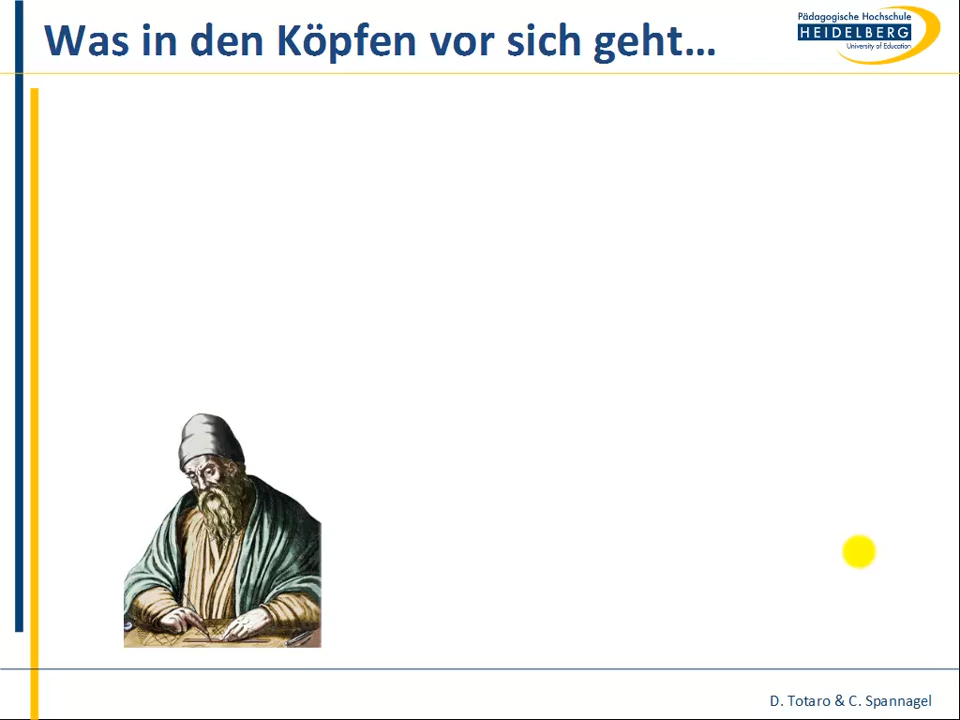 Was in den Köpfen vor sich geht...
Pädagogische Hochschule
HEIDELBERG
University of Education
D. Totaro & C. Spannagel